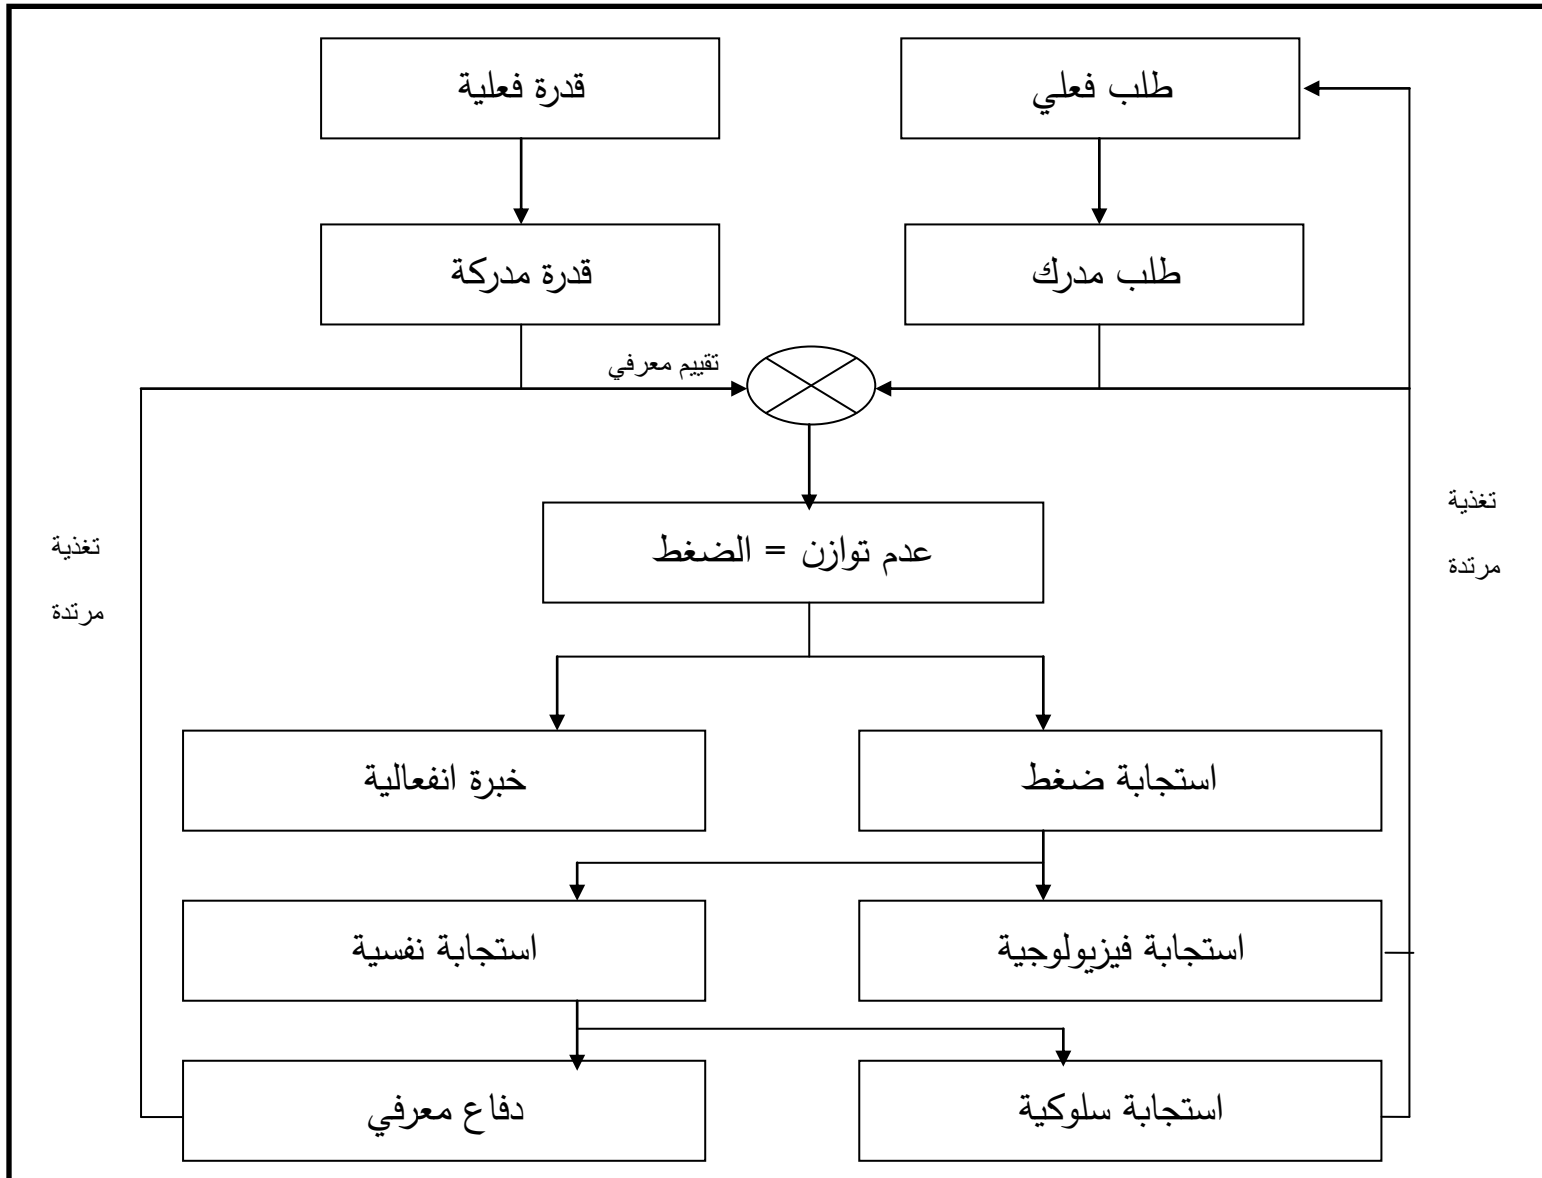 طلب فعلي
قدرة فعلية
طلب مدرك
قدرة مدركة
تقييم معرفي
تغذية
مرتدة
عدم توازن = الضغط
تغذية
مرتدة
استجابة ضغط
خبرة انفعالية
استجابة فيزيولوجية
استجابة نفسية
استجابة سلوكية
دفاع معرفي